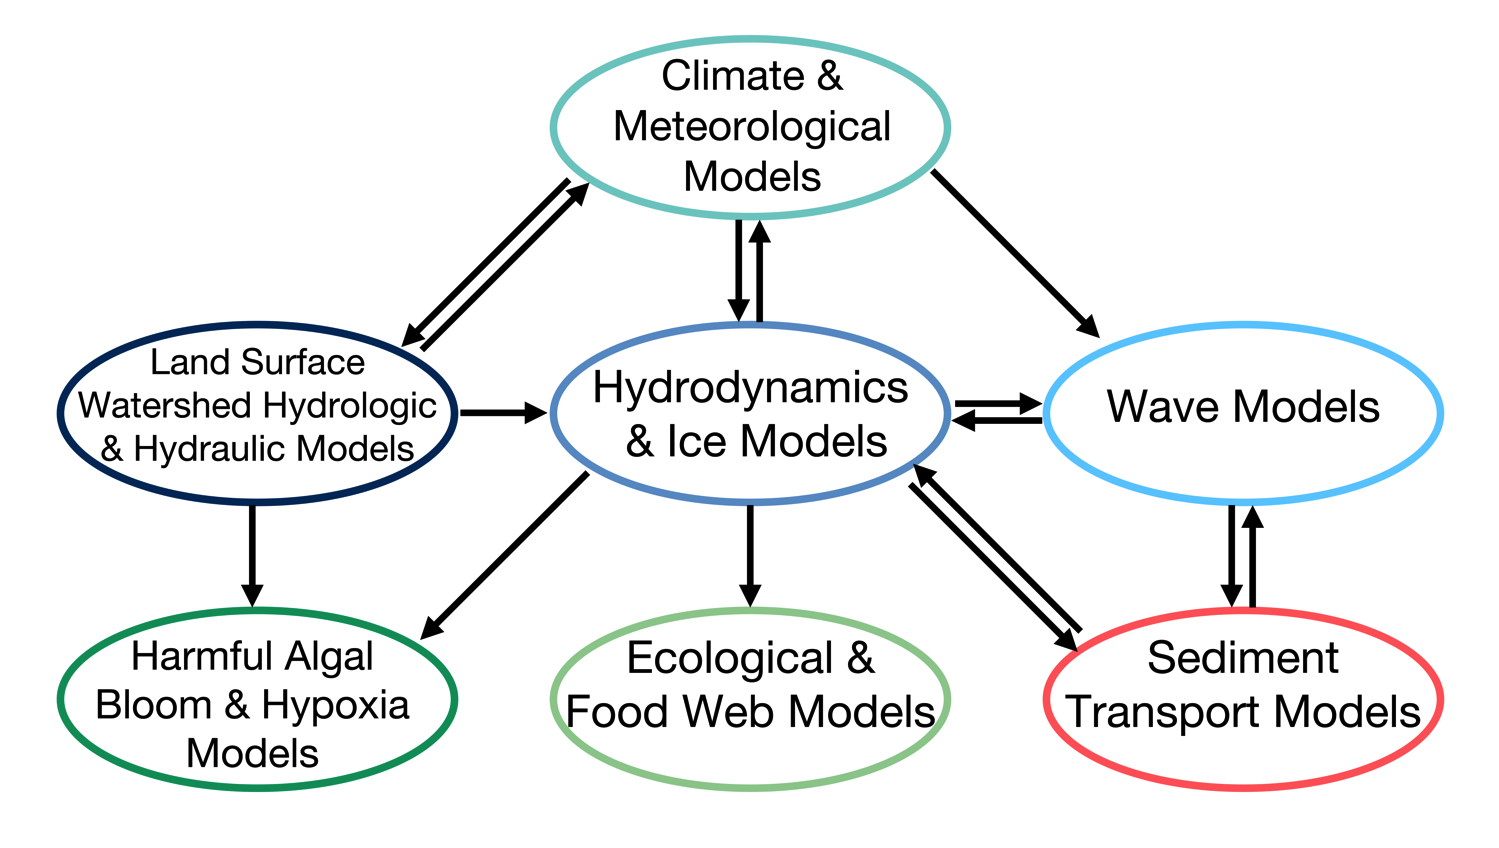 Climate &
Meteorological
Models
Land Surface
Watershed Hydrologic
& Hydraulic Models
Hydrodynamics
& Ice Models
Wave Models
Harmful Algal
Bloom & Hypoxia
Models
Ecological &
Food Web Models
Sediment
Transport Models